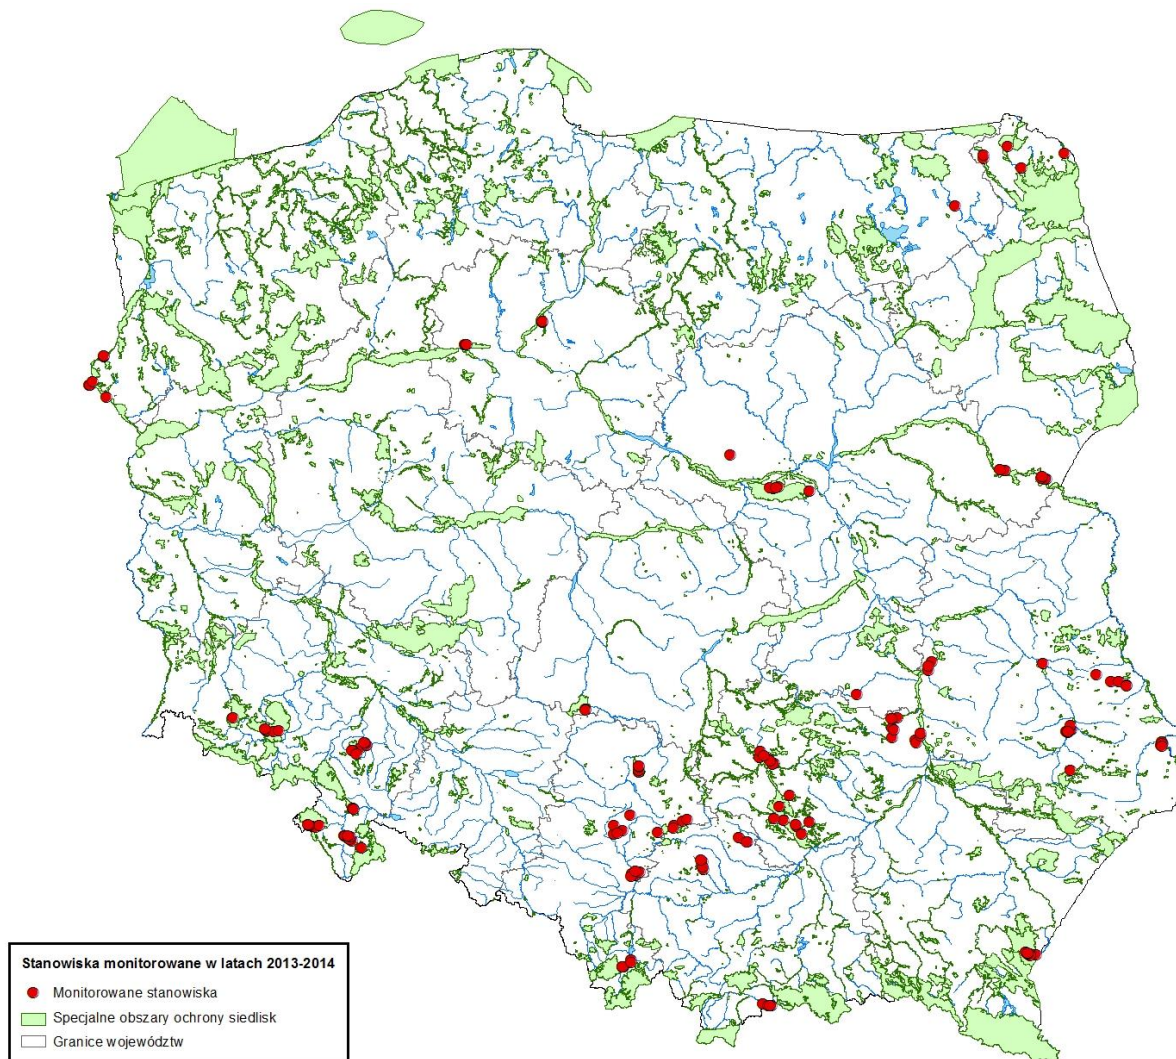 Stanowiska monitorowane w latach 2013-2014
Monitorowane stanowiska
Specjalne obszary ochrony siedlisk
Granice województw